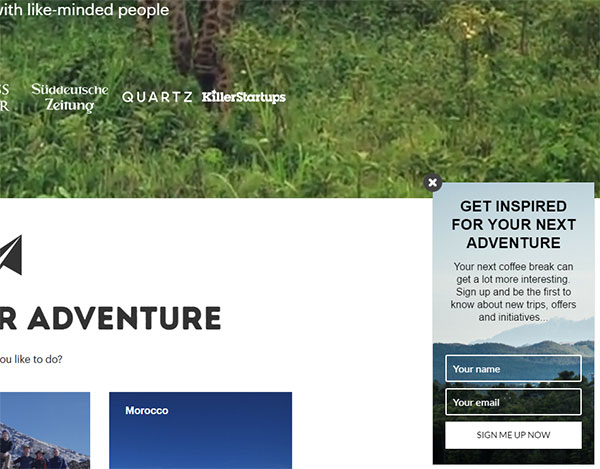 with like-minded people
SS
Süddeutsche
Zeitung
QUARTZ
KillerStartups
R
R ADVENTURE
ou like to do?
Morocco
GET INSPIRED
FOR YOUR NEXT
ADVENTURE
Your next coffee break can
get a lot more interesting.
Sign up and be the first to
know about new trips, offers
and initiatives...
Your name
Your email
SIGN ME UP NOW